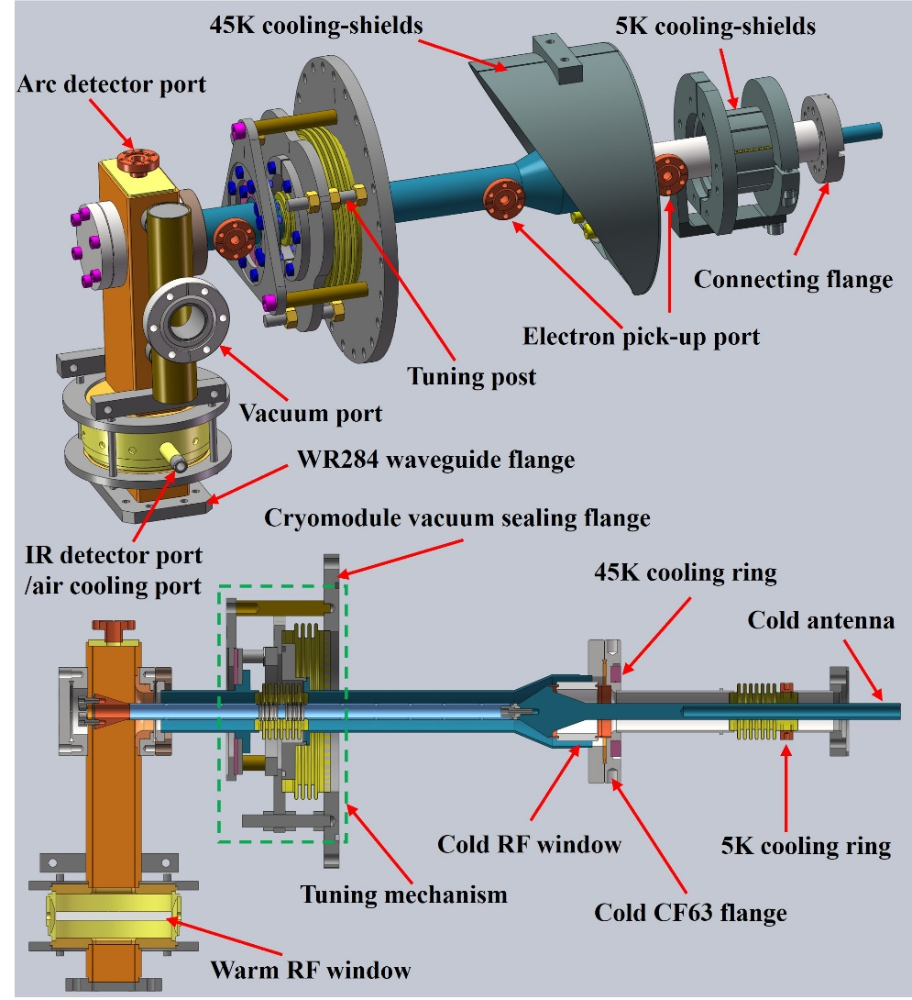 45K cooling-shields
5K cooling-shields
Arc detector port
Connecting flange
Electron pick-up port
Tuning post
Vacuum port
WR284 waveguide flange
Cryomodule vacuum sealing flange
IR detector port
/air cooling port
45K cooling ring
Cold antenna
Cold RF window
5K cooling ring
Tuning mechanism
Cold CF63 flange
Warm RF window